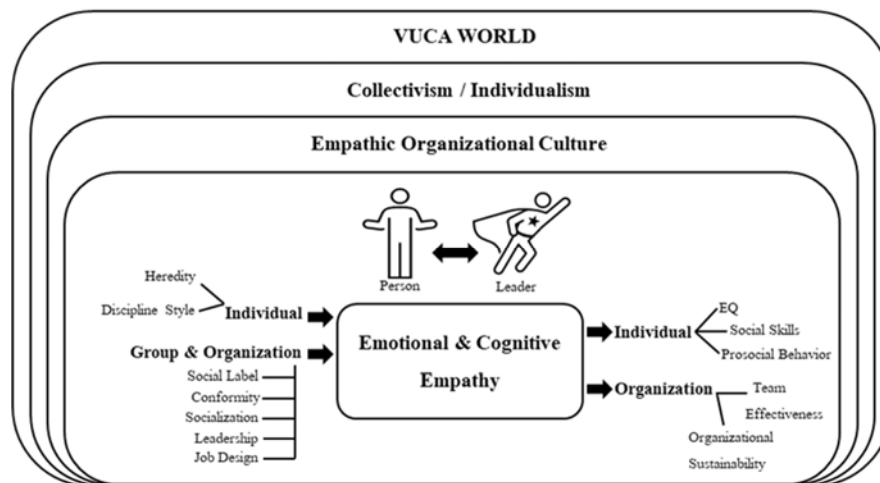 VUCA WORLD
Collectivism / Individualism
Empathic Organizational Culture
Person
Leader
Heredity
Discipline Style
Individual
Group & Organization
Social Label
Conformity
Socialization
Leadership
Job Design
Emotional & Cognitive
Empathy
Individual
EQ
Social Skills
Prosocial Behavior
Organization
Team
Effectiveness
Organizational
Sustainability